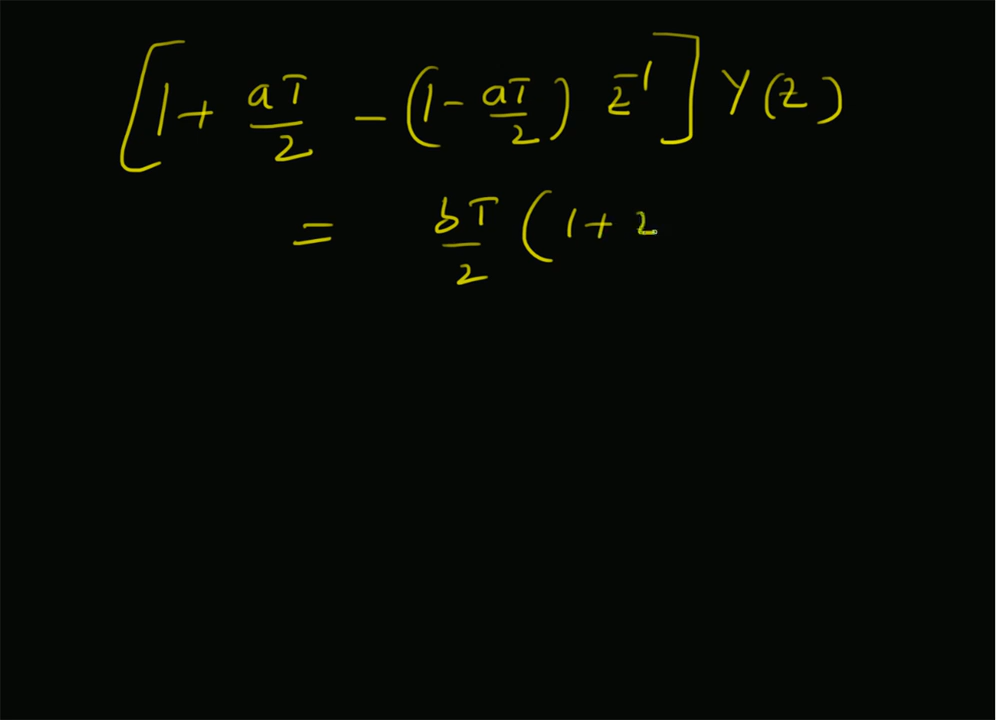 [1 + aT/2 - (1 - aT/2) z⁻¹] Y(z)
= bT/2 (1 + z